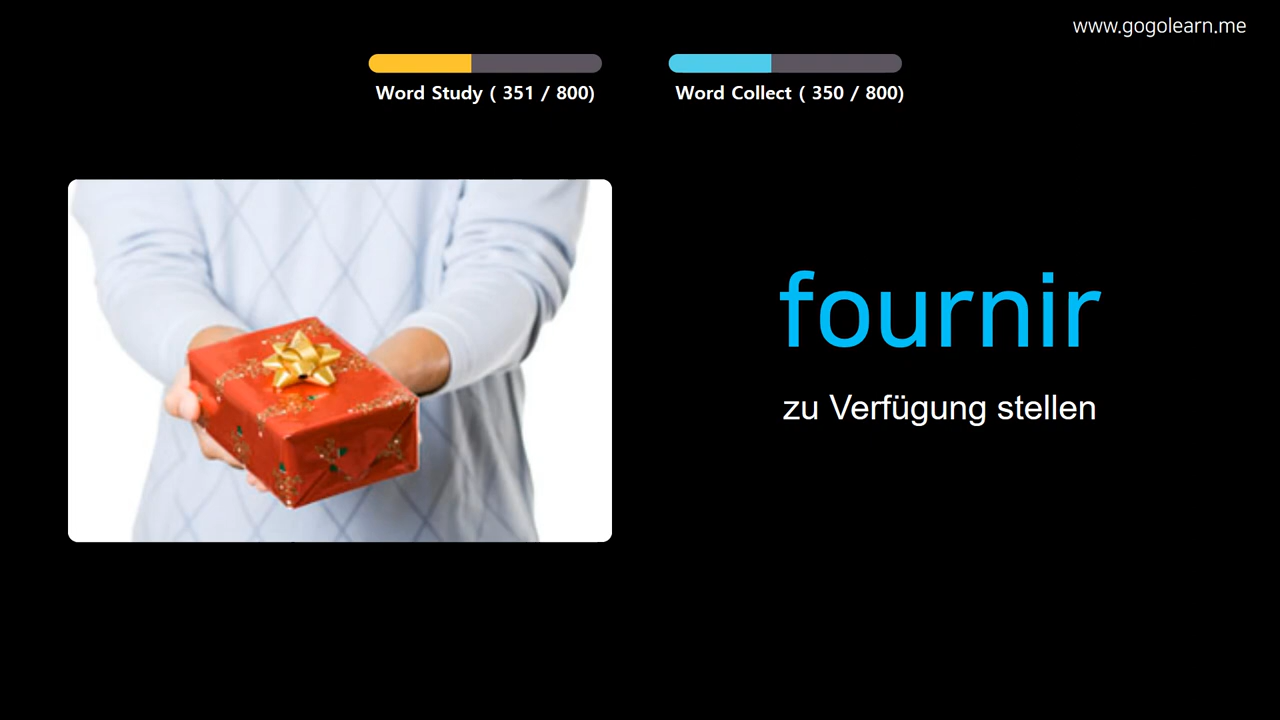 www.gogolearn.me
Word Study ( 351 / 800)
Word Collect ( 350 / 800)
fournir
zu Verfügung stellen